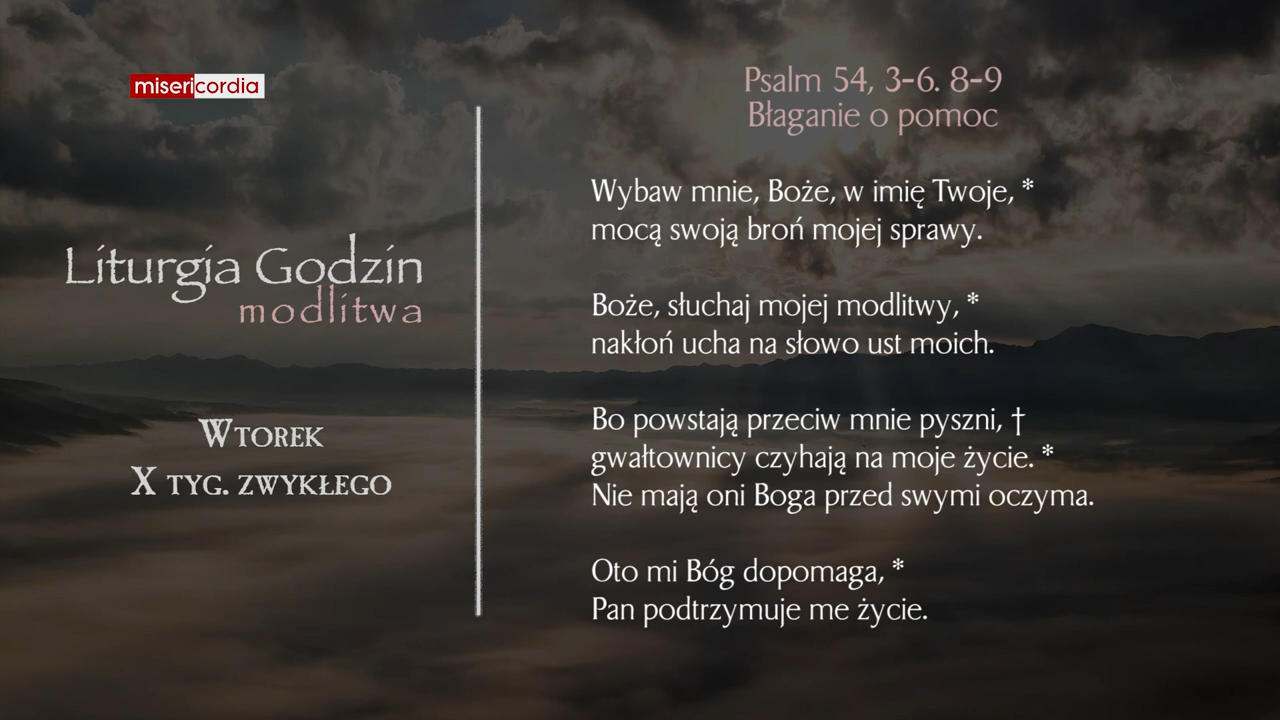 misericordia
Liturgia Godzin
modlitwa
Wtorek
X tyg. zwykłego
Psalm 54, 3-6. 8-9
Błaganie o pomoc
Wybaw mnie, Boże, w imię Twoje, *
mocą swoją broń mojej sprawy.
Boże, słuchaj mojej modlitwy, *
nakłoń ucha na słowo ust moich.
Bo powstają przeciw mnie pyszni, †
gwałtownicy czyhają na moje życie. *
Nie mają oni Boga przed swymi oczyma.
Oto mi Bóg dopomaga, *
Pan podtrzymuje me życie.